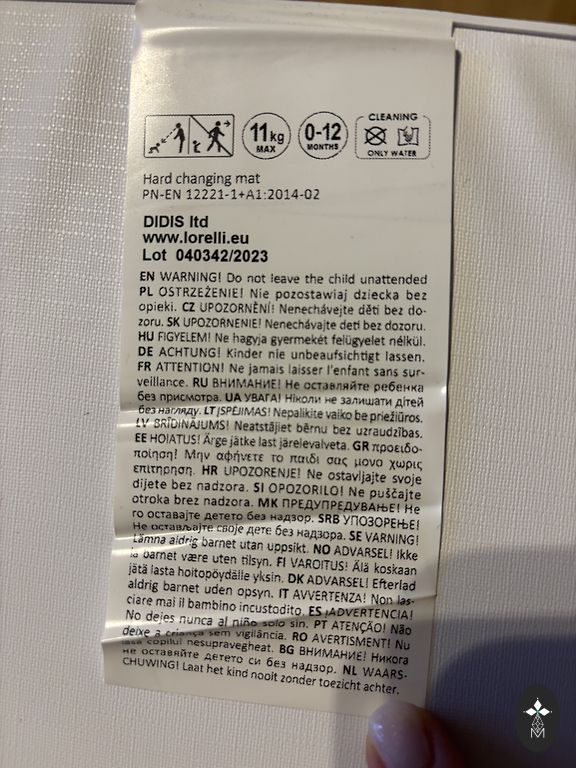 CLEANING
11kg 0-12
MAX MONTHS
ONLY WATER
Hard changing mat
PN-EN 12221-1+A1:2014-02
DIDIS ltd
www.lorelli.eu
Lot 040342/2023
EN WARNING! Do not leave the child unattended
PL OSTRZEŻENIE! Nie pozostawiaj dziecka bez
opieki. CZ UPOZORNĚNÍ! Nenechávejte děti bez do-
zoru. SK UPOZORNENIE! Nenechávajte deti bez dozoru.
HU FIGYELEM! Ne hagyja gyermekét felügyelet nélkül.
DE ACHTUNG! Kinder nie unbeaufsichtigt lassen.
FR ATTENTION! Ne jamais laisser l'enfant sans sur-
veillance. RU ВНИМАНИЕ! Не оставляйте ребенка
без присмотра. UA УВАГА! Ніколи не залишати дітей
без нагляду. LT ĮSPĖJIMAS! Nepalikite vaiko be priežiūros.
LV BRĪDINĀJUMS! Neatstājiet bērnu bez uzraudzības.
EE HOIATUS! Ärge jätke last järelevalveta. GR προειδο-
ποίηση! Μην αφήνετε το παιδι σας μονο χωρις
επιτηρηση. HR UPOZORENJE! Ne ostavljajte svoje
dijete bez nadzora. SI OPOZORILO! Ne puščajte
otroka brez nadzora. MK ПРЕДУПРЕДУВАЊЕ! Не
го оставајте детето без надзор. SRB УПОЗОРЕЊЕ!
Не остављајте своје дете без надзора. SE VARNING!
Lämna aldrig barnet utan uppsikt. NO ADVARSEL! Ikke
la barnet være uten tilsyn. FI VAROITUS! Älä koskaan
jätä lasta hoitopöydälle yksin. DK ADVARSEL! Efterlad
aldrig barnet uden opsyn. IT AVVERTENZA! Non las-
ciare mai il bambino incustodito. ES ¡ADVERTENCIA!
No dejes nunca al niño solo sin. PT ATENÇÃO! Não
deixe a criança sem vigilância. RO AVERTISMENT! Nu
copilul nesupravegheat. BG ВНИМАНИЕ! Никога
не оставяйте детето си без надзор. NL WAARS-
CHUWING! Laat het kind nooit zonder toezicht achter.
M